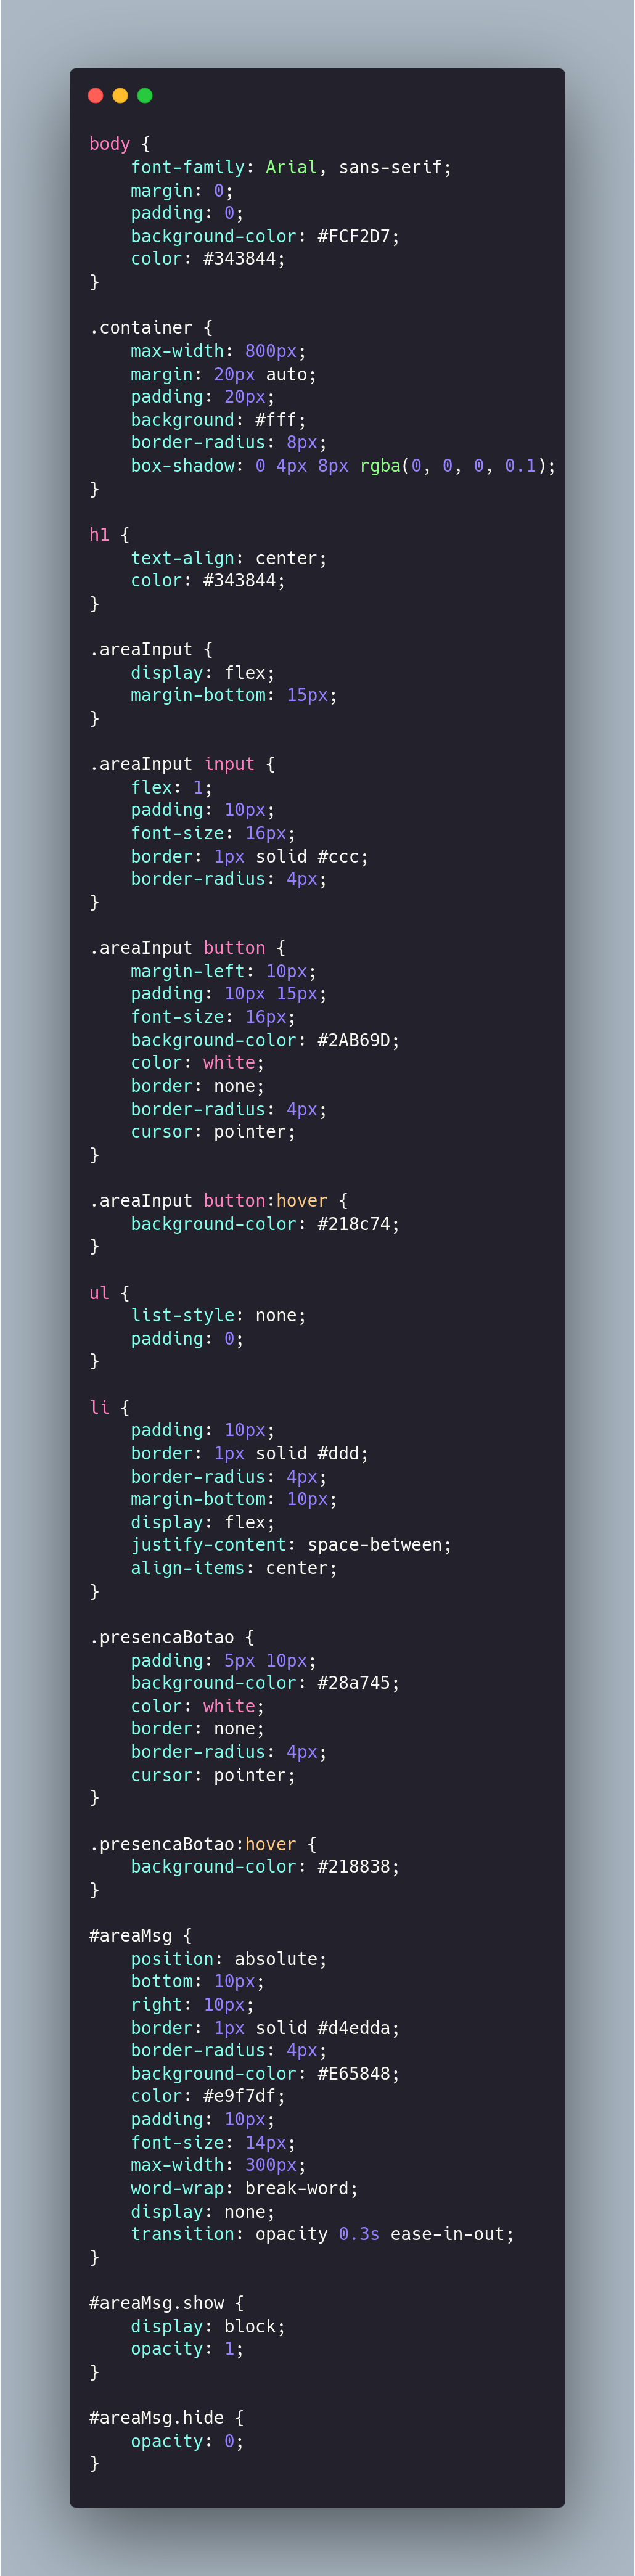 body {
    font-family: Arial, sans-serif;
    margin: 0;
    padding: 0;
    background-color: #FCF2D7;
    color: #343844;
}

.container {
    max-width: 800px;
    margin: 20px auto;
    padding: 20px;
    background: #fff;
    border-radius: 8px;
    box-shadow: 0 4px 8px rgba(0, 0, 0, 0.1);
}

h1 {
    text-align: center;
    color: #343844;
}

.areaInput {
    display: flex;
    margin-bottom: 15px;
}

.areaInput input {
    flex: 1;
    padding: 10px;
    font-size: 16px;
    border: 1px solid #ccc;
    border-radius: 4px;
}

.areaInput button {
    margin-left: 10px;
    padding: 10px 15px;
    font-size: 16px;
    background-color: #2AB69D;
    color: white;
    border: none;
    border-radius: 4px;
    cursor: pointer;
}

.areaInput button:hover {
    background-color: #218c74;
}

ul {
    list-style: none;
    padding: 0;
}

li {
    padding: 10px;
    border: 1px solid #ddd;
    border-radius: 4px;
    margin-bottom: 10px;
    display: flex;
    justify-content: space-between;
    align-items: center;
}

.presencaBotao {
    padding: 5px 10px;
    background-color: #28a745;
    color: white;
    border: none;
    border-radius: 4px;
    cursor: pointer;
}

.presencaBotao:hover {
    background-color: #218838;
}

#areaMsg {
    position: absolute;
    bottom: 10px;
    right: 10px;
    border: 1px solid #d4edda;
    border-radius: 4px;
    background-color: #E65848;
    color: #e9f7df;
    padding: 10px;
    font-size: 14px;
    max-width: 300px;
    word-wrap: break-word;
    display: none;
    transition: opacity 0.3s ease-in-out;
}

#areaMsg.show {
    display: block;
    opacity: 1;
}

#areaMsg.hide {
    opacity: 0;
}